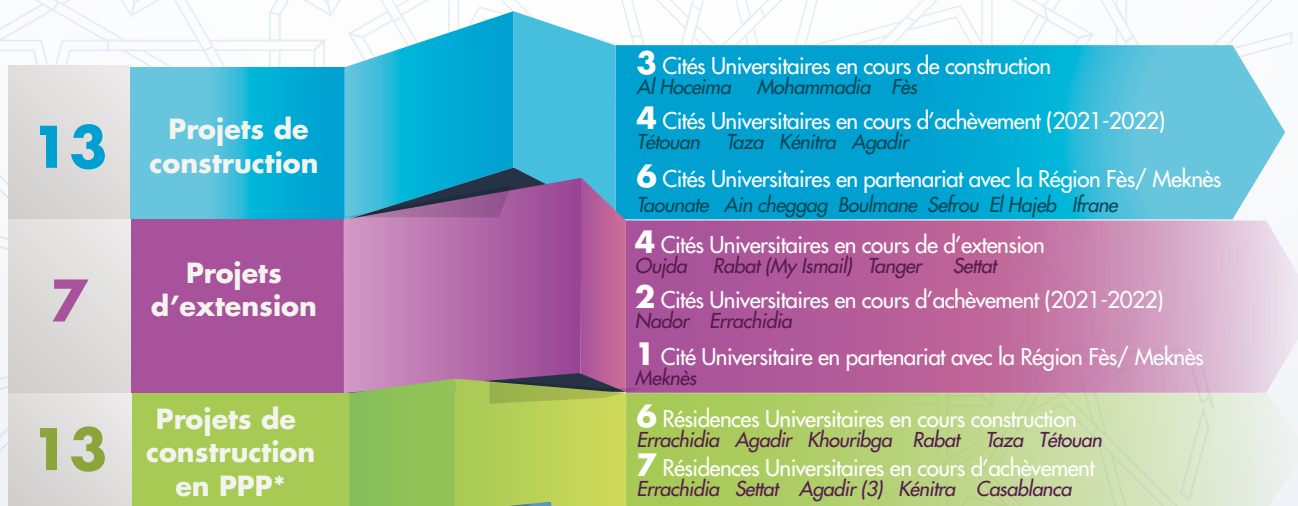 13
Projets de
construction
3 Cités Universitaires en cours de construction
Al Hoceima Mohammadia Fès
4 Cités Universitaires en cours d'achèvement (2021-2022)
Tétouan Taza Kénitra Agadir
6 Cités Universitaires en partenariat avec la Région Fès/ Meknès
Taounate Ain cheggag Boulmane Sefrou El Hajeb Ifrane
7
Projets
d'extension
4 Cités Universitaires en cours de d'extension
Oujda Rabat (My Ismail) Tanger Settat
2 Cités Universitaires en cours d'achèvement (2021-2022)
Nador Errachidia
1 Cité Universitaire en partenariat avec la Région Fès/ Meknès
Meknès
13
Projets de
construction
en PPP*
6 Résidences Universitaires en cours construction
Errachidia Agadir Khouribga Rabat Taza Tétouan
7 Résidences Universitaires en cours d'achèvement
Errachidia Settat Agadir (3) Kénitra Casablanca